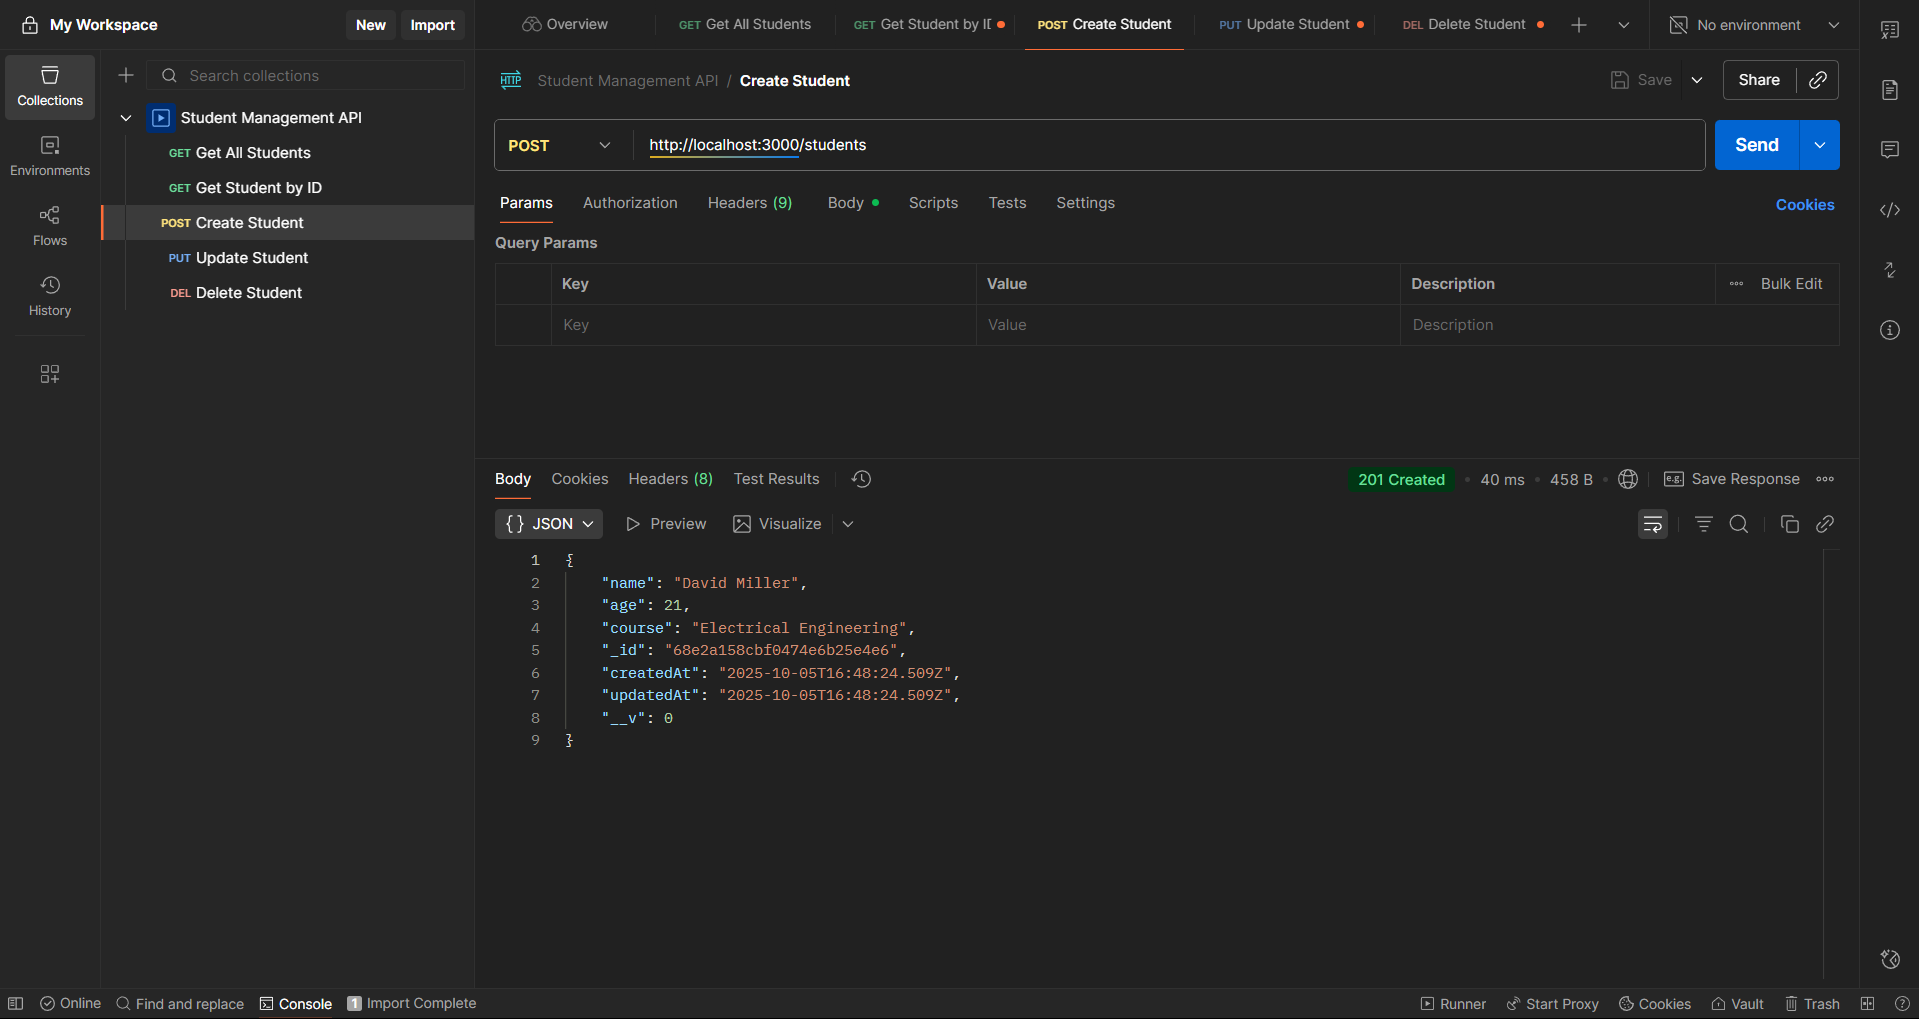 My Workspace New Import Overview GET Get All Students GET Get Student by ID POST Create Student PUT Update Student DEL Delete Student No environment
Collections
Environments
Flows
History
Search collections
Student Management API
GET Get All Students
GET Get Student by ID
POST Create Student
PUT Update Student
DEL Delete Student
HTTP Student Management API / Create Student Save Share
POST http://localhost:3000/students Send
Params Authorization Headers (9) Body Scripts Tests Settings Cookies
Query Params
Key Value Description Bulk Edit
Key Value Description
Body Cookies Headers (8) Test Results 201 Created 40 ms 458 B e.g. Save Response
{} JSON Preview Visualize
1 {
2 "name": "David Miller",
3 "age": 21,
4 "course": "Electrical Engineering",
5 "_id": "68e2a158cbf0474e6b25e4e6",
6 "createdAt": "2025-10-05T16:48:24.509Z",
7 "updatedAt": "2025-10-05T16:48:24.509Z",
8 "__v": 0
9 }
Online Find and replace Console 1 Import Complete Runner Start Proxy Cookies Vault Trash